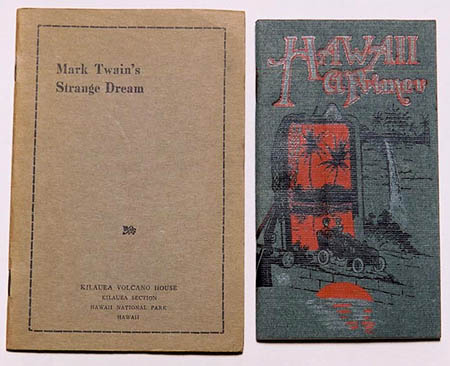 Mark Twain's
Strange Dream
KILAUEA VOLCANO HOUSE
KILAUEA SECTION
HAWAII NATIONAL PARK
HAWAII
HAWAII
A Primer